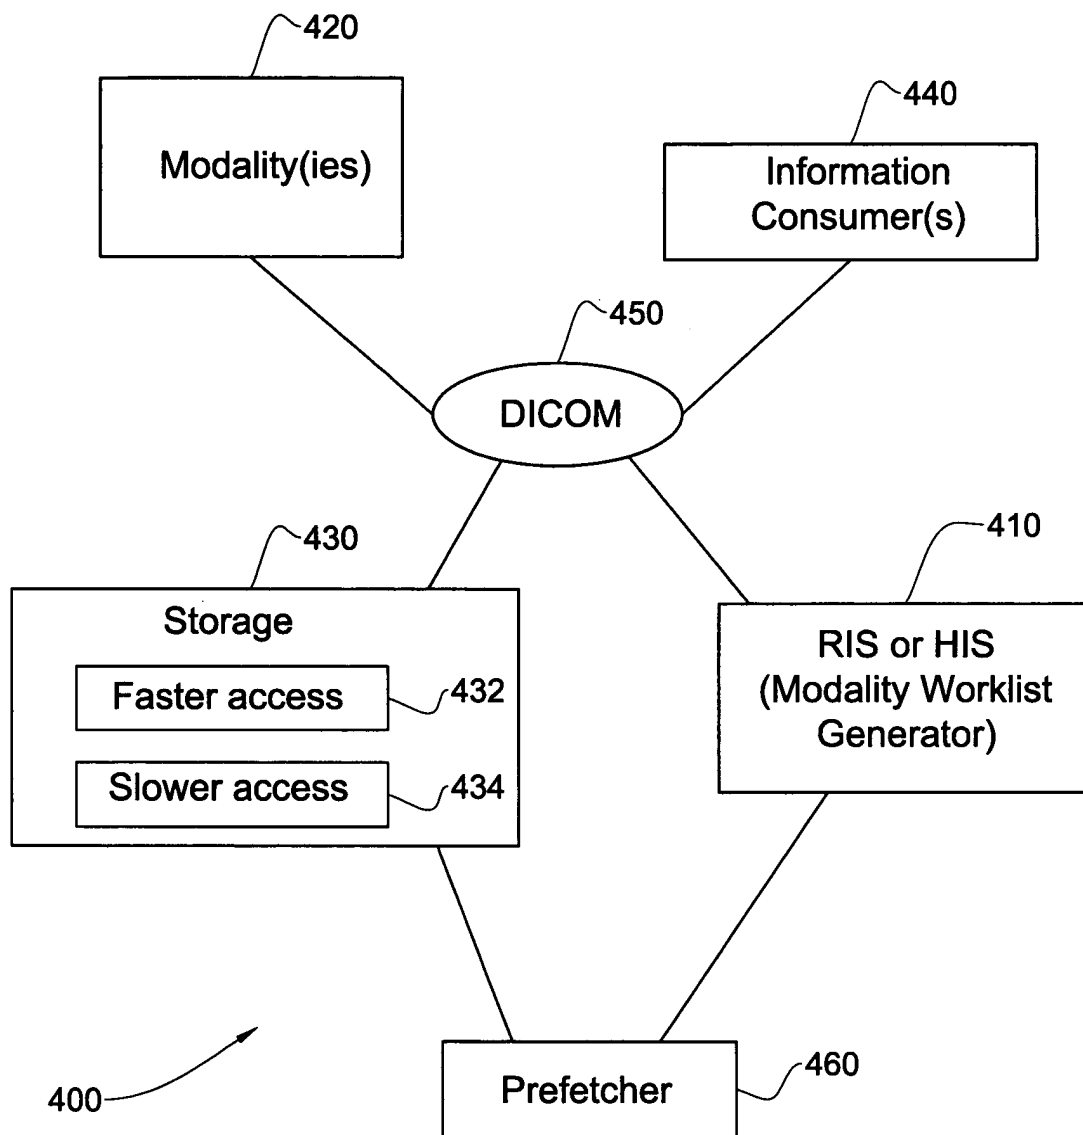 420
Modality(ies)
440
Information
Consumer(s)
450
DICOM
430
Storage
Faster access
432
Slower access
434
410
RIS or HIS
(Modality Worklist
Generator)
400
Prefetcher
460